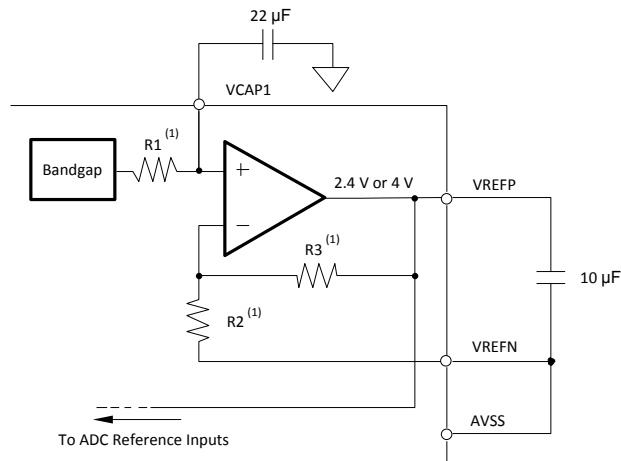 22 µF
VCAP1
R1 (1)
Bandgap
+
2.4 V or 4 V
VREFP
−
R3 (1)
10 µF
R2 (1)
VREFN
AVSS
To ADC Reference Inputs